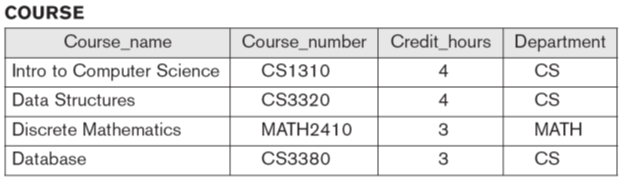 COURSE
Course_name Course_number Credit_hours Department
Intro to Computer Science CS1310 4 CS
Data Structures CS3320 4 CS
Discrete Mathematics MATH2410 3 MATH
Database CS3380 3 CS